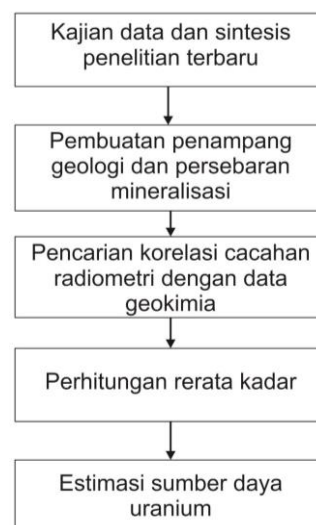 Kajian data dan sintesis
penelitian terbaru
Pembuatan penampang
geologi dan persebaran
mineralisasi
Pencarian korelasi cacahan
radiometri dengan data
geokimia
Perhitungan rerata kadar
Estimasi sumber daya
uranium